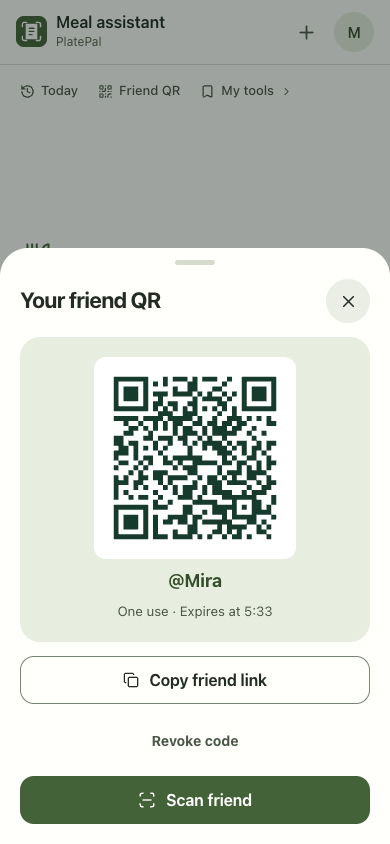 Meal assistant
PlatePal
M
Today
Friend QR
My tools
Your friend QR
@Mira
One use · Expires at 5:33
Copy friend link
Revoke code
Scan friend